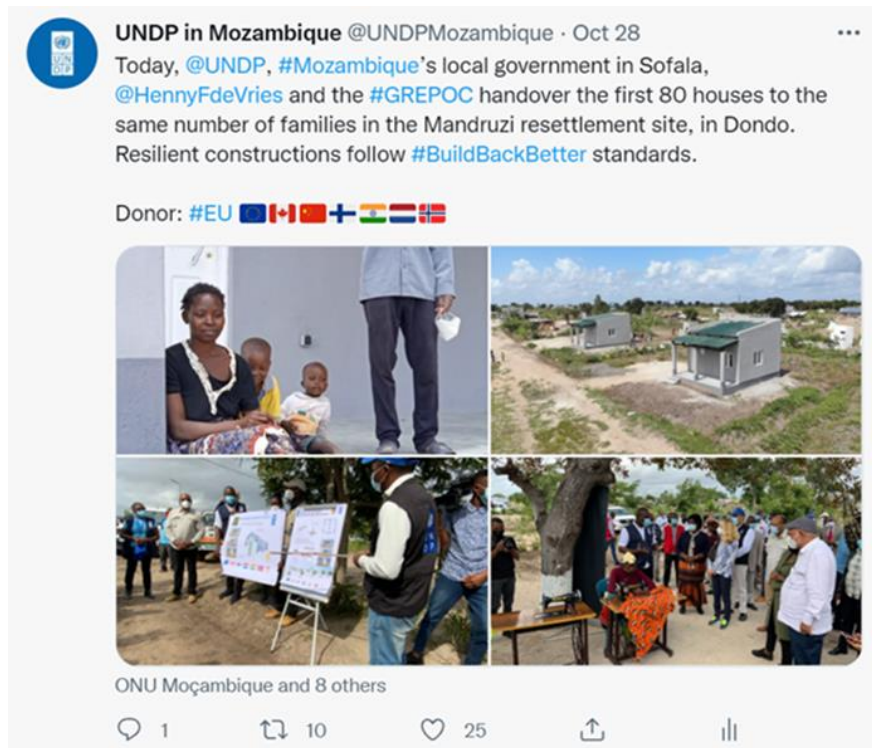 UNDP in Mozambique @UNDPMozambique · Oct 28
Today, @UNDP, #Mozambique's local government in Sofala,
@HennyFdeVries and the #GREPOC handover the first 80 houses to the
same number of families in the Mandruzi resettlement site, in Dondo.
Resilient constructions follow #BuildBackBetter standards.
Donor: #EU
ONU Moçambique and 8 others
1 10 25